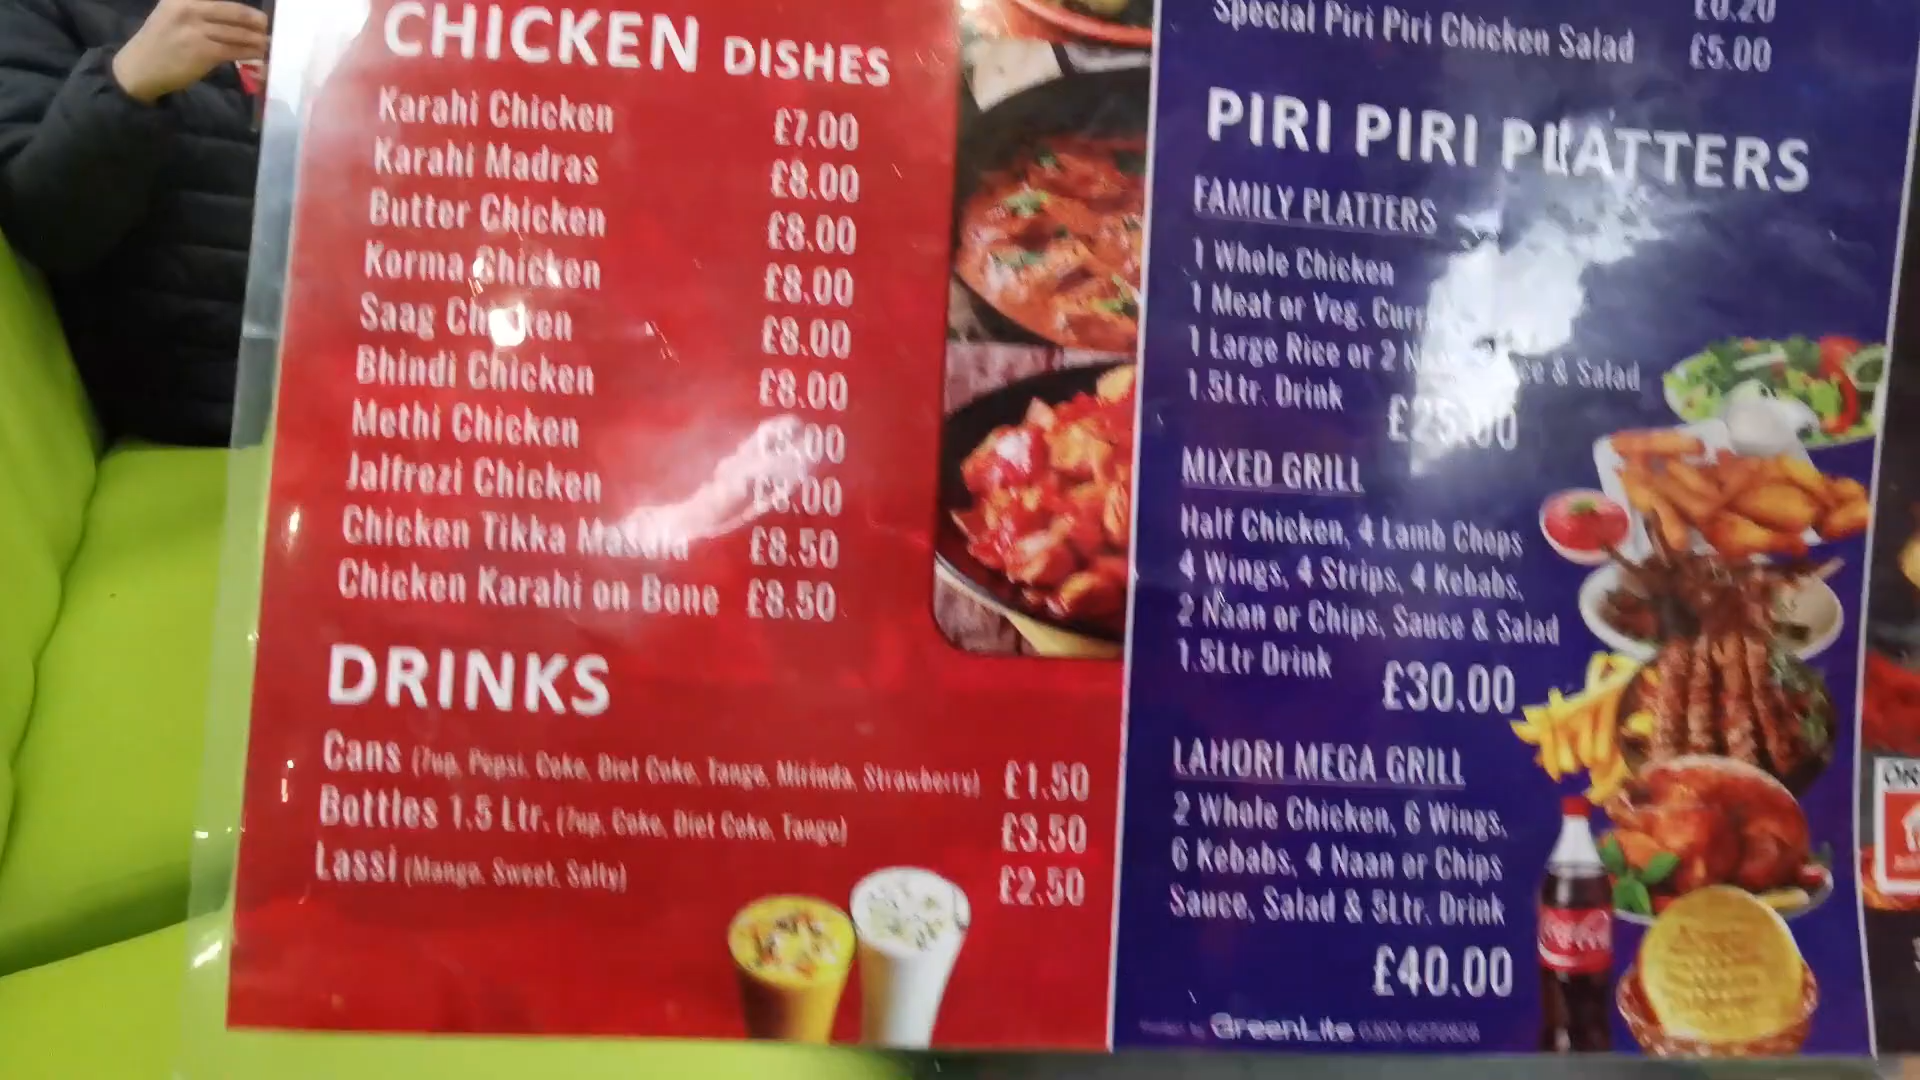 CHICKEN DISHES
Karahi Chicken £7.00
Karahi Madras £8.00
Butter Chicken £8.00
Korma Chicken £8.00
Saag Chicken £8.00
Bhindi Chicken £8.00
Methi Chicken £8.00
Jalfrezi Chicken £8.00
Chicken Tikka Masala £8.50
Chicken Karahi on Bone £8.50
DRINKS
Cans (7up, Pepsi, Coke, Diet Coke, Tango, Mirinda, Strawberry) £1.50
Bottles 1.5 Ltr. (7up, Coke, Diet Coke, Tango) £3.50
Lassi (Mango, Sweet, Salty) £2.50
Special Piri Piri Chicken Salad £5.00
PIRI PIRI PLATTERS
FAMILY PLATTERS
1 Whole Chicken
1 Meat or Veg.
1 Large Rice or 2 & Salad
1.5Ltr. Drink
£25.00
MIXED GRILL
Half Chicken, 4 Lamb Chops
4 Wings, 4 Strips, 4 Kebabs,
2 Naan or Chips, Sauce & Salad
1.5Ltr Drink
£30.00
LAHORI MEGA GRILL
2 Whole Chicken, 6 Wings,
6 Kebabs, 4 Naan or Chips
Sauce, Salad & 5Ltr. Drink
£40.00
GreenLite